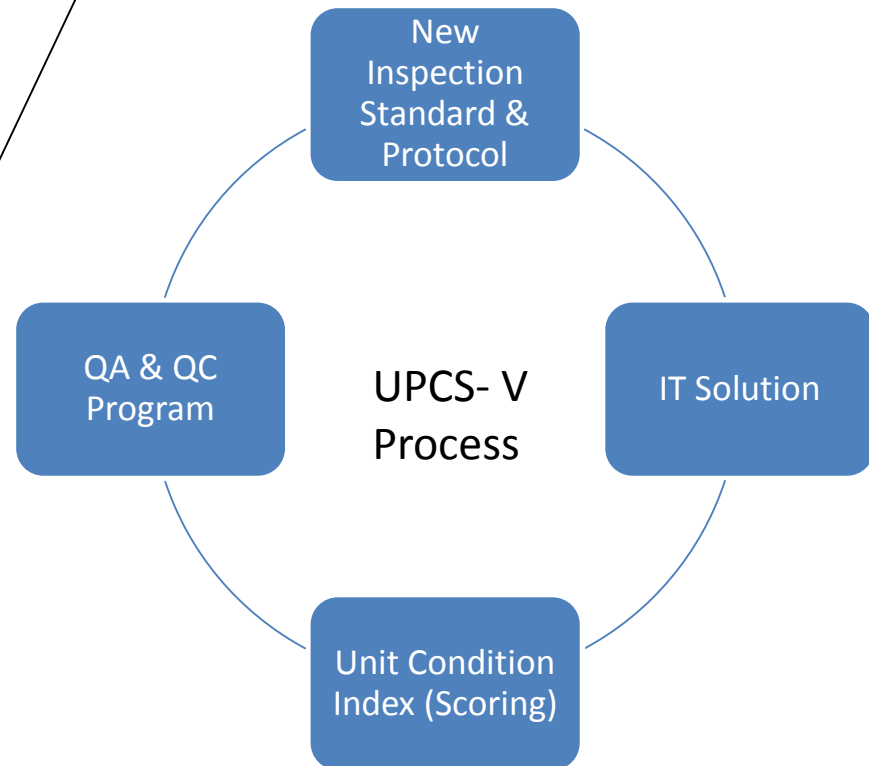 New
Inspection
Standard &
Protocol
QA & QC
Program
UPCS- V
Process
IT Solution
Unit Condition
Index (Scoring)